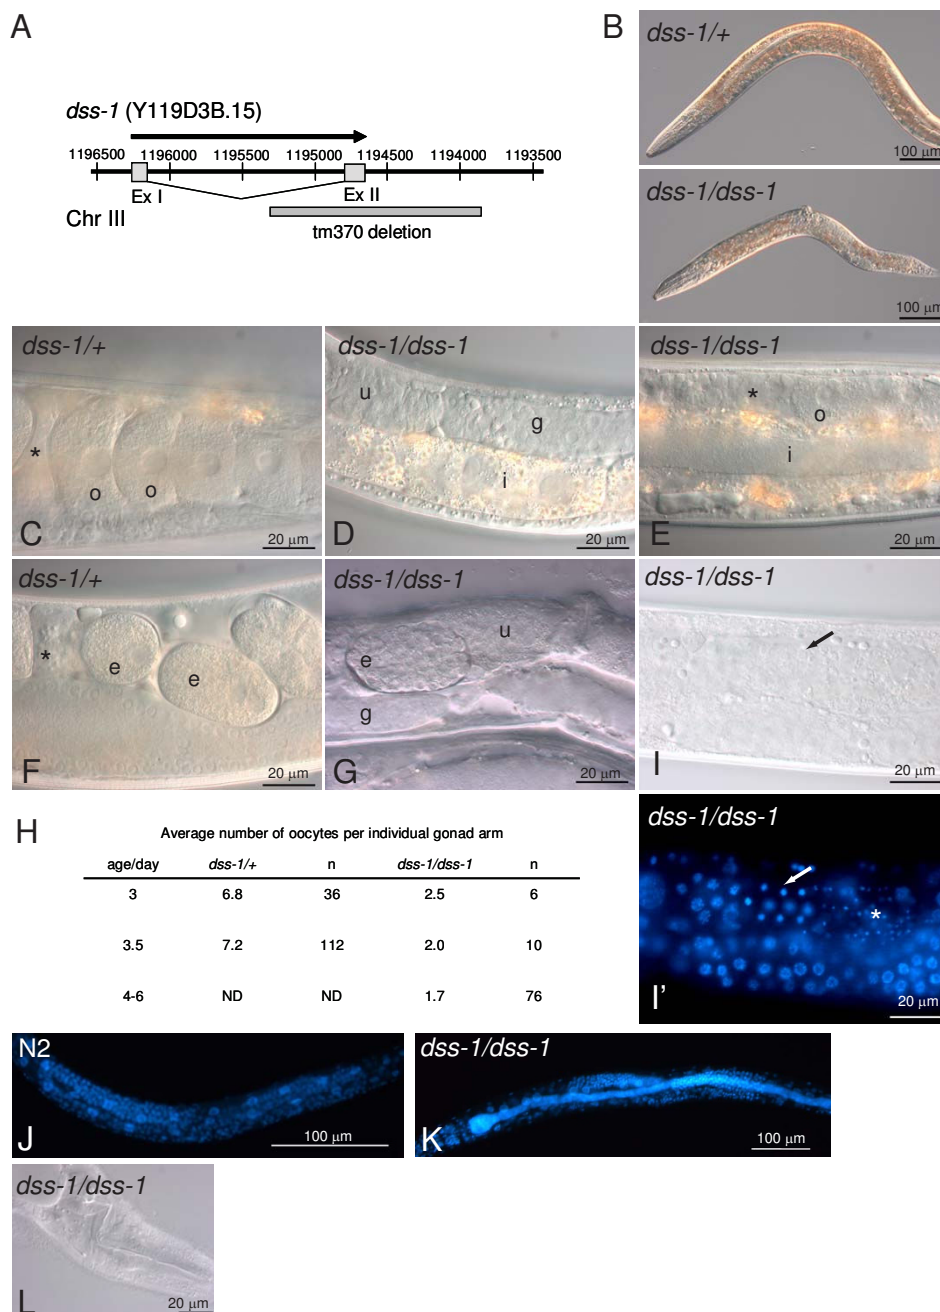 A
dss-1 (Y119D3B.15)
1196500 1196000 1195500 1195000 1194500 1194000 1193500
Ex I Ex II
Chr III
tm370 deletion
B
dss-1/+
100 μm
dss-1/dss-1
100 μm
dss-1/+
*
o o
C
20 μm
dss-1/dss-1
u
g
i
D
20 μm
dss-1/dss-1
*
o
i
E
20 μm
dss-1/+
*
e
e
F
20 μm
dss-1/dss-1
u
e
g
G
20 μm
dss-1/dss-1
I
20 μm
H
Average number of oocytes per individual gonad arm
age/day dss-1/+ n dss-1/dss-1 n
3 6.8 36 2.5 6
3.5 7.2 112 2.0 10
4-6 ND ND 1.7 76
dss-1/dss-1
*
I'
20 μm
N2
J
100 μm
dss-1/dss-1
K
100 μm
dss-1/dss-1
L
20 μm